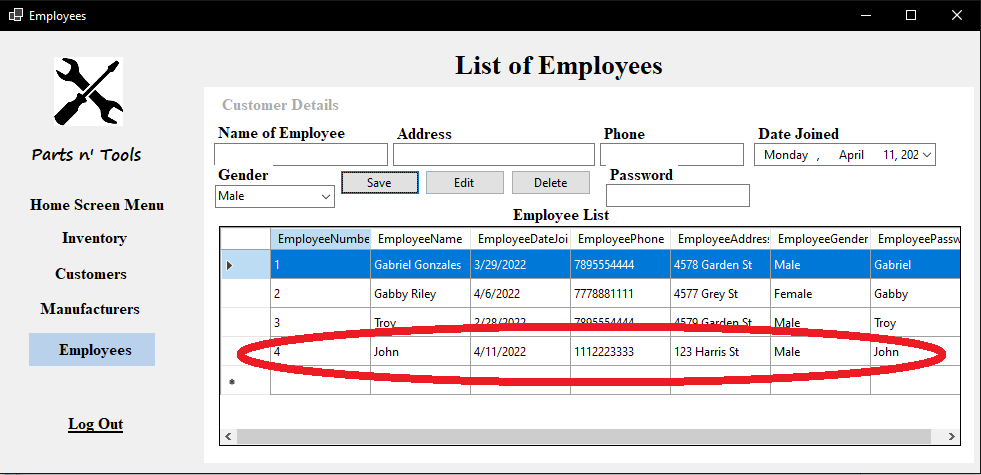 Employees
List of Employees
Parts n' Tools
Home Screen Menu
Inventory
Customers
Manufacturers
Employees
Log Out
Customer Details
Name of Employee Address Phone Date Joined
Monday , April 11, 202
Gender Save Edit Delete Password
Male
Employee List
EmployeeNumbe EmployeeName EmployeeDateJoi EmployeePhone EmployeeAddress EmployeeGender EmployeePassw
1 Gabriel Gonzales 3/29/2022 7895554444 4578 Garden St Male Gabriel
2 Gabby Riley 4/6/2022 7778881111 4577 Grey St Female Gabby
3 Troy 2/28/2022 7895554444 4579 Garden St Male Troy
4 John 4/11/2022 1112223333 123 Harris St Male John